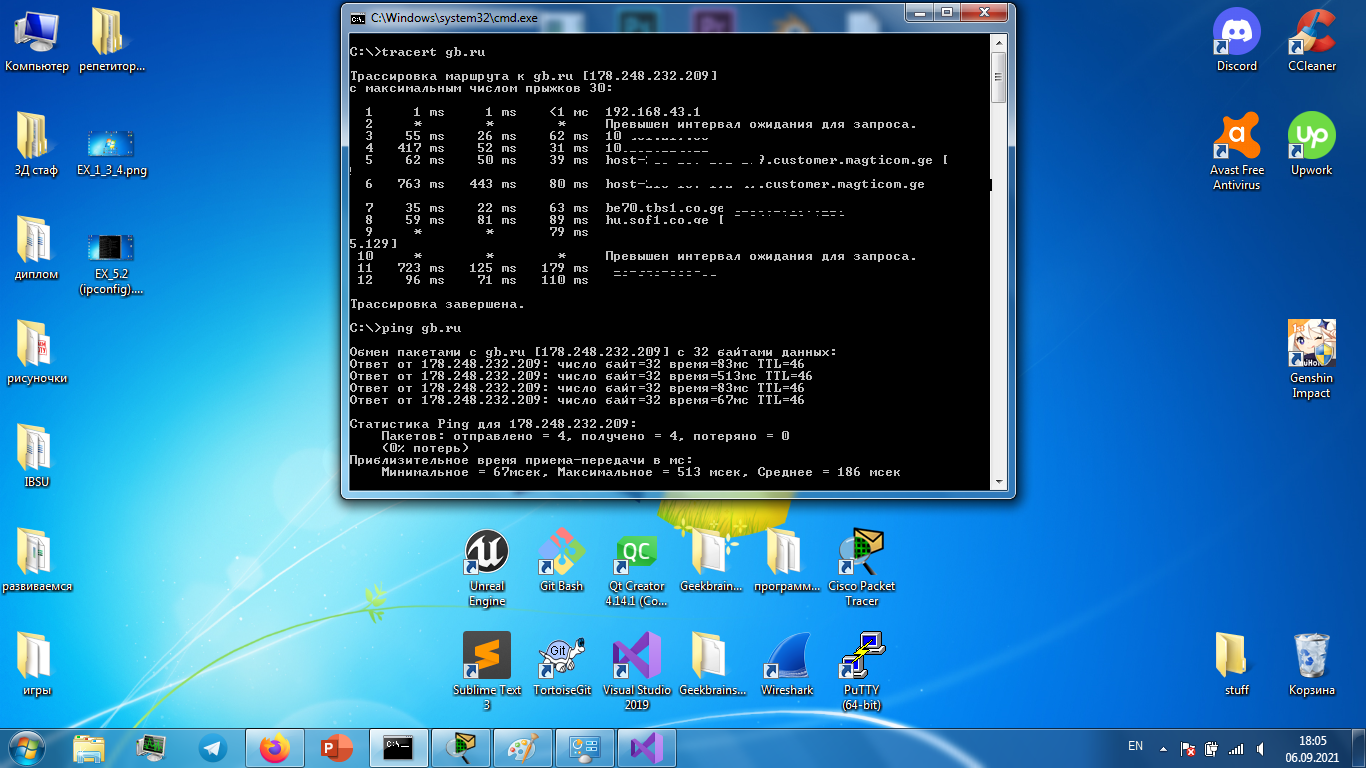 C:\Windows\system32\cmd.exe
C:\>tracert gb.ru
Трассировка маршрута к gb.ru [178.248.232.209]
с максимальным числом прыжков 30:
1 1 ms 1 ms <1 мс 192.168.43.1
2 * * * Превышен интервал ожидания для запроса.
3 55 ms 26 ms 62 ms 10
4 417 ms 52 ms 31 ms 10
5 62 ms 50 ms 39 ms host- .customer.magticom.ge [
6 763 ms 443 ms 80 ms host- .customer.magticom.ge
7 35 ms 22 ms 63 ms be70.tbs1.co.ge
8 59 ms 81 ms 89 ms hu.sof1.co.ge [
9 * * 79 ms
5.129]
10 * * * Превышен интервал ожидания для запроса.
11 723 ms 125 ms 179 ms
12 96 ms 71 ms 110 ms
Трассировка завершена.
C:\>ping gb.ru
Обмен пакетами с gb.ru [178.248.232.209] с 32 байтами данных:
Ответ от 178.248.232.209: число байт=32 время=83мс TTL=46
Ответ от 178.248.232.209: число байт=32 время=513мс TTL=46
Ответ от 178.248.232.209: число байт=32 время=83мс TTL=46
Ответ от 178.248.232.209: число байт=32 время=67мс TTL=46
Статистика Ping для 178.248.232.209:
Пакетов: отправлено = 4, получено = 4, потеряно = 0
(0% потерь)
Приблизительное время приема-передачи в мс:
Минимальное = 67мсек, Максимальное = 513 мсек, Среднее = 186 мсек
Компьютер
репетитор...
3Д стаф
EX_1_3_4.png
диплом
EX_5.2
(ipconfig)....
рисуночки
IBSU
развиваемся
игры
Discord
CCleaner
Avast Free
Antivirus
Upwork
Genshin
Impact
Unreal
Engine
Git Bash
Qt Creator
4.14.1 (Co...
Geekbrain...
программ...
Cisco Packet
Tracer
Sublime Text
3
TortoiseGit
Visual Studio
2019
Geekbrains...
Wireshark
PuTTY
(64-bit)
stuff
Корзина
EN
18:05
06.09.2021